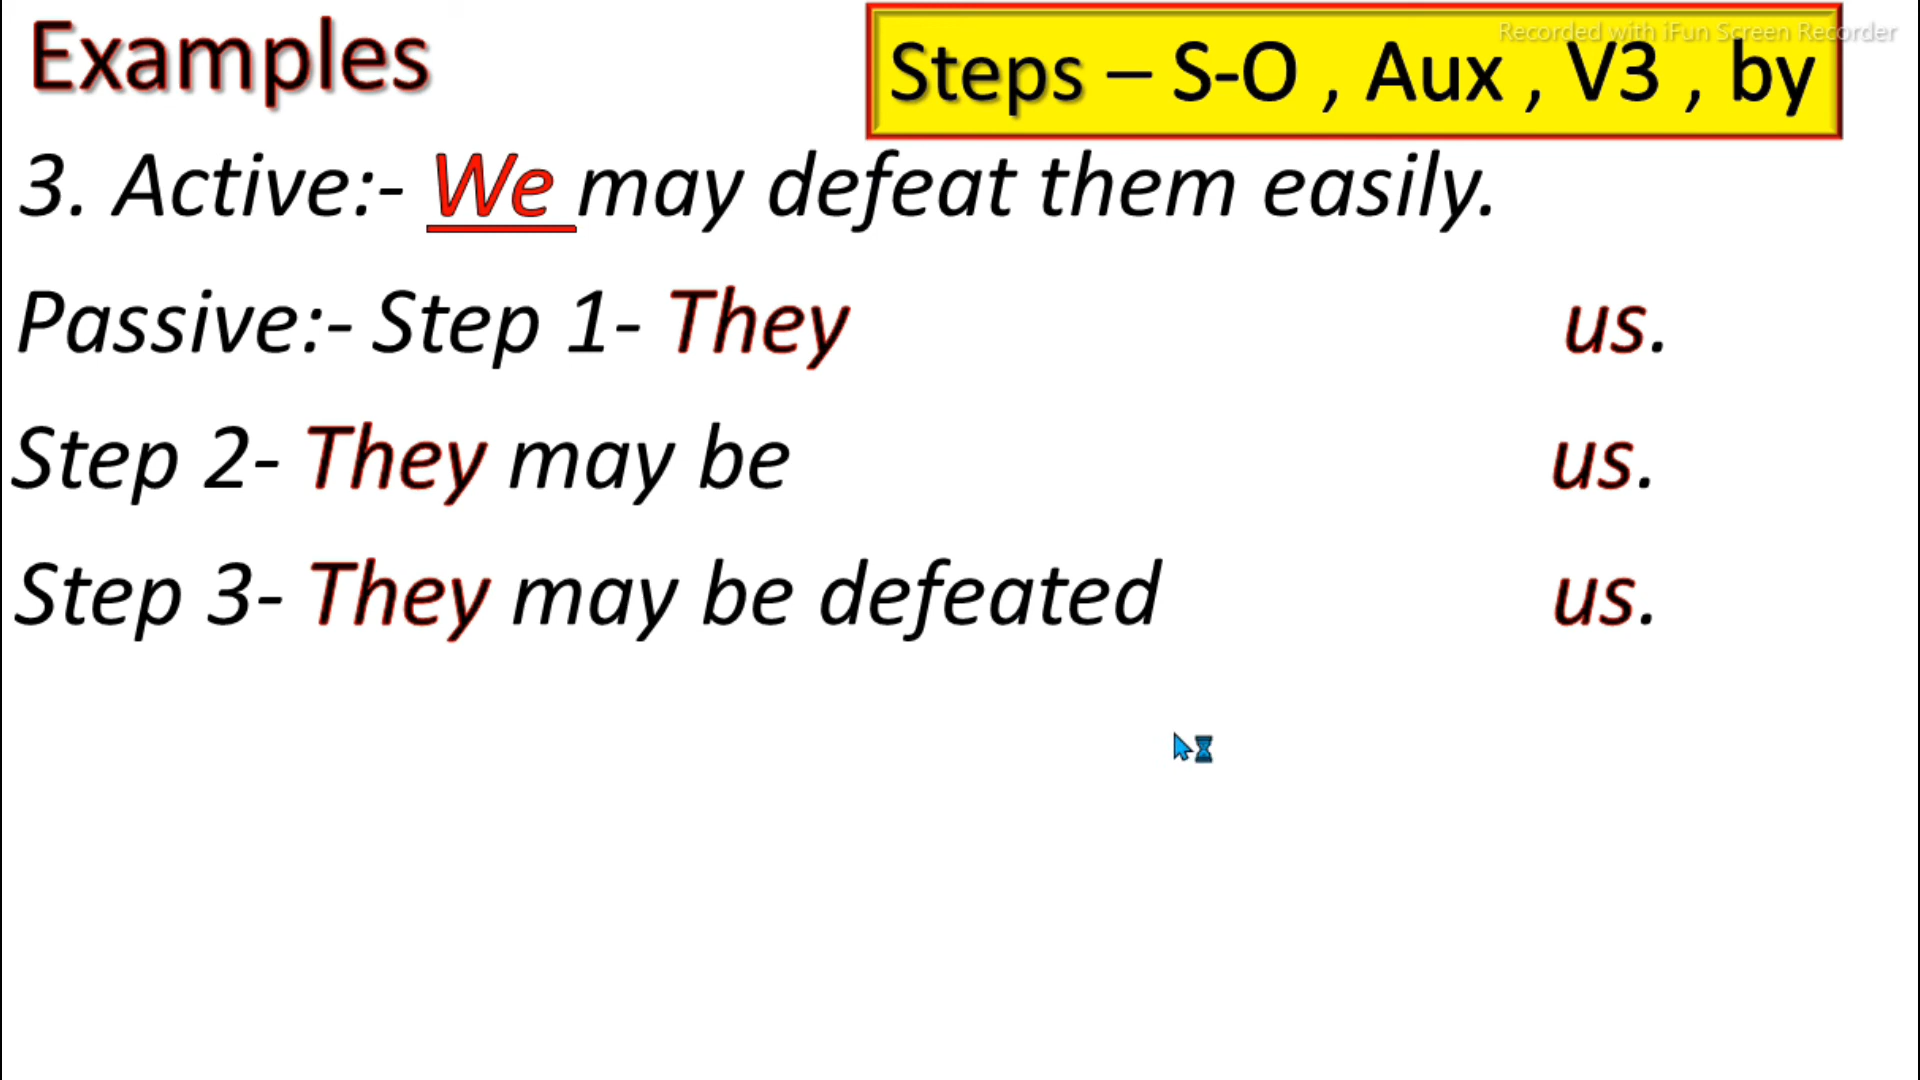 Examples
Steps – S-O , Aux , V3 , by
Recorded with iFun Screen Recorder
3. Active:- We may defeat them easily.
Passive:- Step 1- They us.
Step 2- They may be us.
Step 3- They may be defeated us.